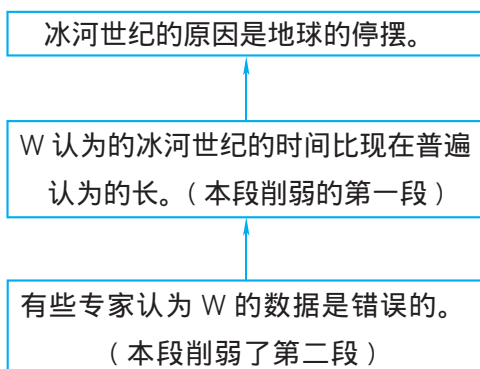 冰河世纪的原因是地球的停摆。
W 认为的冰河世纪的时间比现在普遍
认为的长。（本段削弱的第一段）
有些专家认为 W 的数据是错误的。
（本段削弱了第二段）